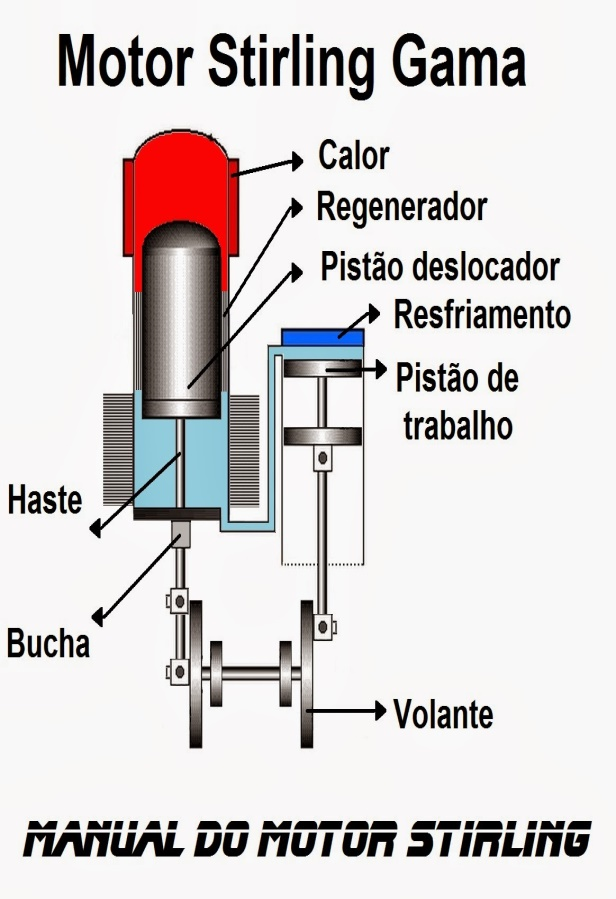 Motor Stirling Gama
Calor
Regenerador
Pistão deslocador
Resfriamento
Pistão de
trabalho
Haste
Bucha
Volante
MANUAL DO MOTOR STIRLING